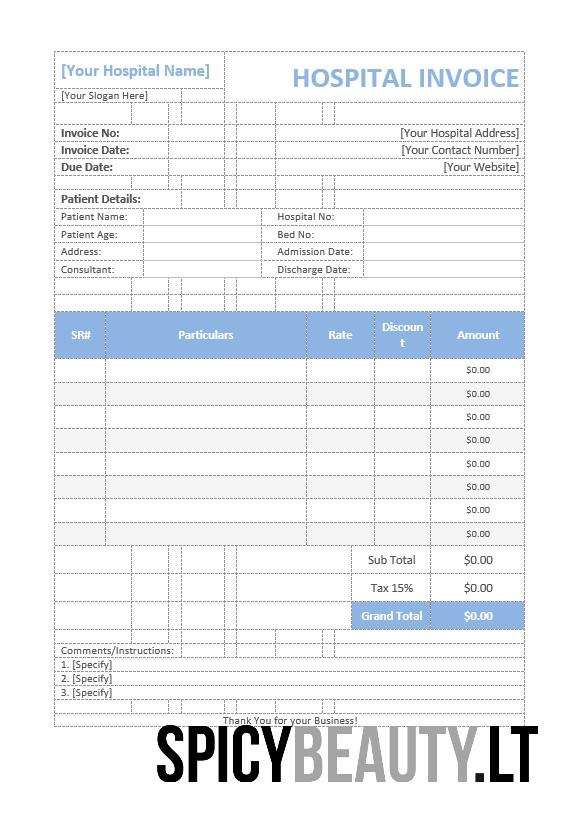 [Your Hospital Name]
HOSPITAL INVOICE
[Your Slogan Here]
Invoice No:
[Your Hospital Address]
Invoice Date:
[Your Contact Number]
Due Date:
[Your Website]
Patient Details:
Patient Name: Hospital No:
Patient Age: Bed No:
Address: Admission Date:
Consultant: Discharge Date:
SR# Particulars Rate Discoun
t Amount
$0.00
$0.00
$0.00
$0.00
$0.00
$0.00
$0.00
$0.00
Sub Total $0.00
Tax 15% $0.00
Grand Total $0.00
Comments/Instructions:
1. [Specify]
2. [Specify]
3. [Specify]
Thank You for your Business!
SPICYBEAUTY.LT